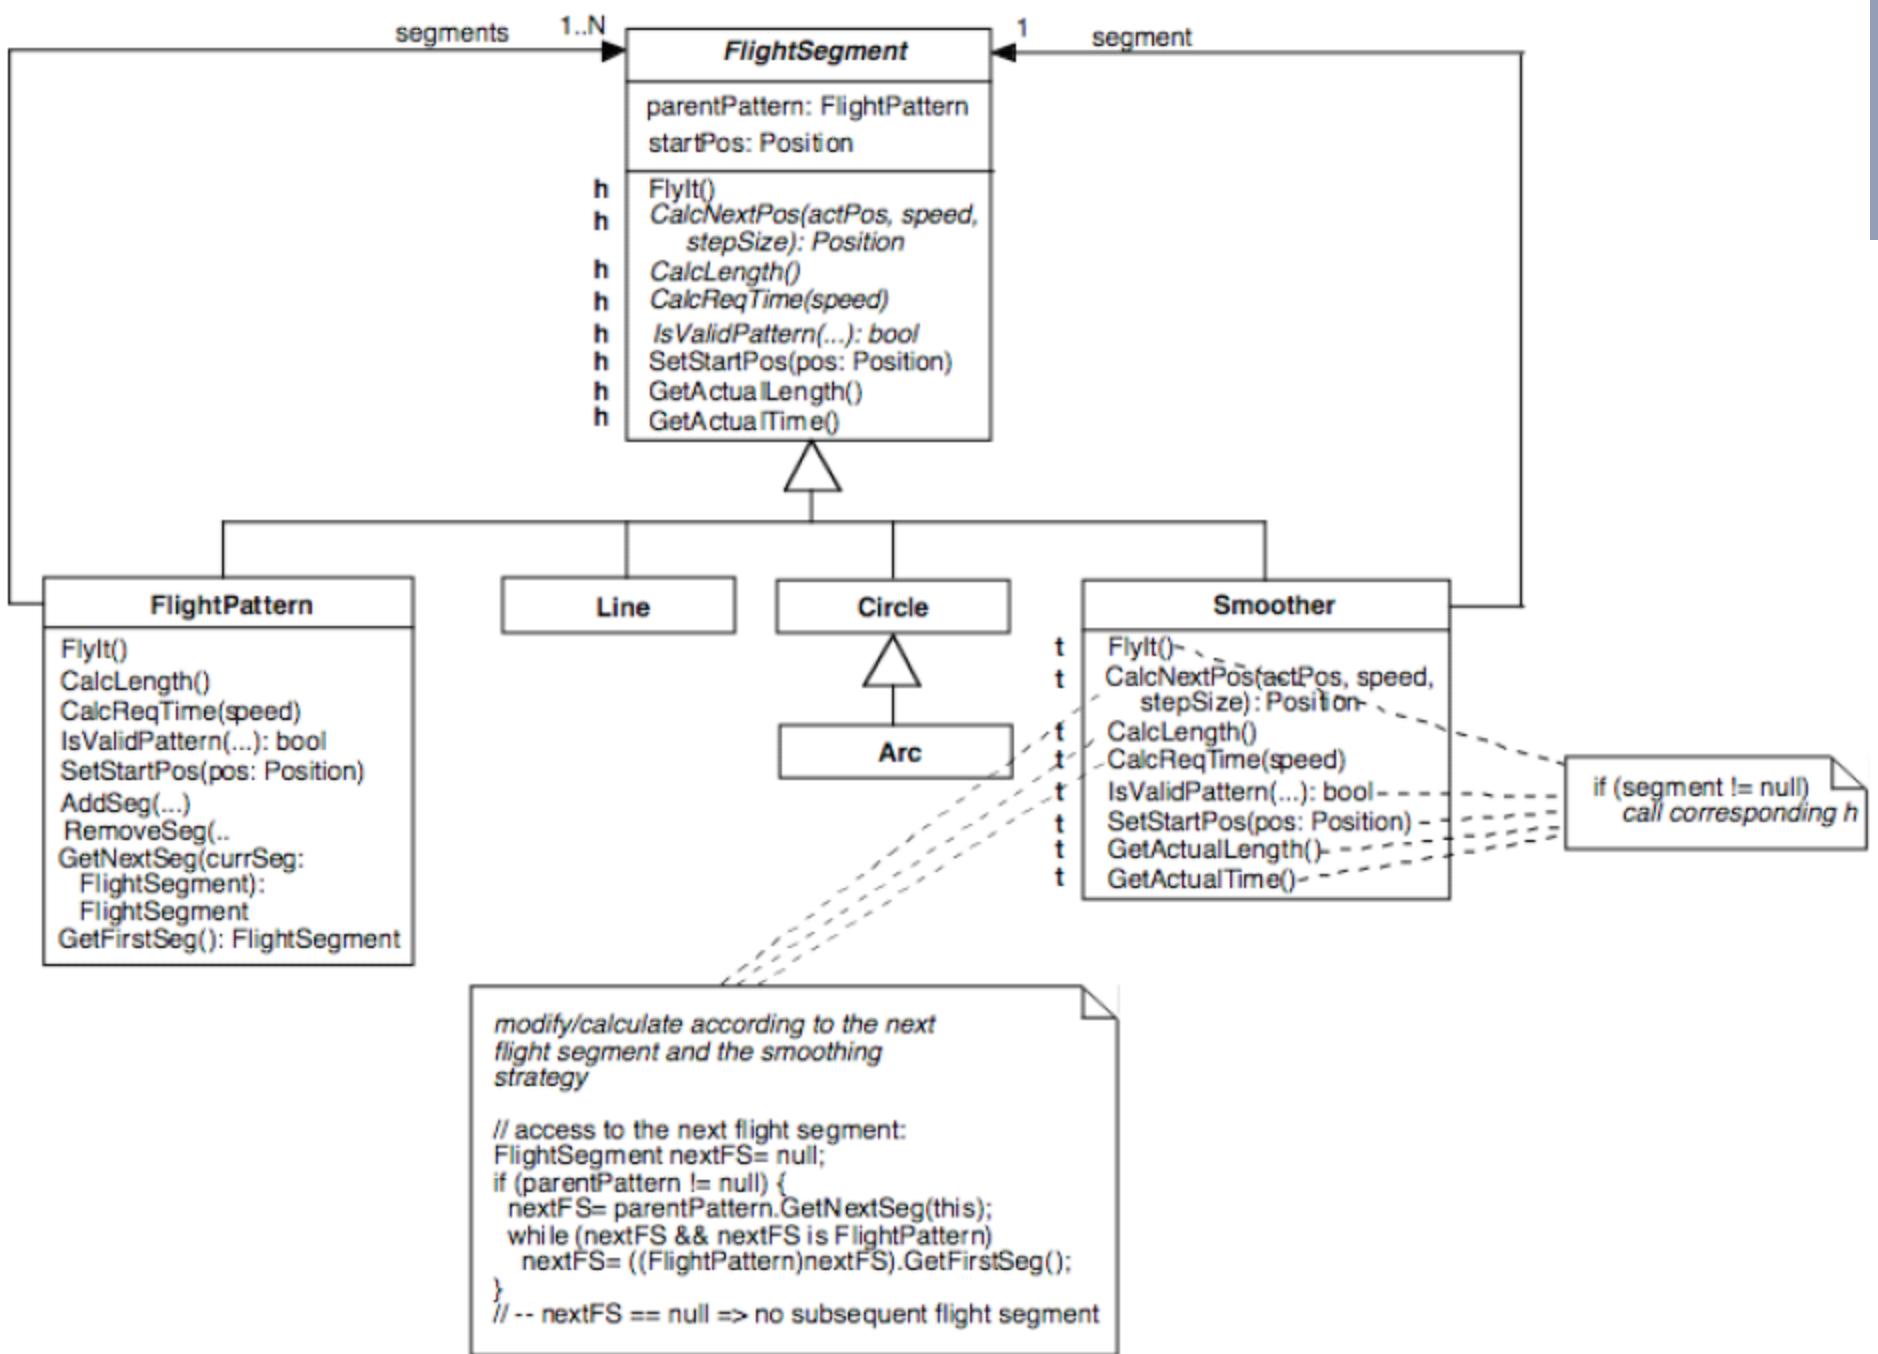 segments
1..N
1
segment
FlightSegment
parentPattern: FlightPattern
startPos: Position
h FlyIt()
h CalcNextPos(actPos, speed,
stepSize): Position
h CalcLength()
h CalcReqTime(speed)
h IsValidPattern(...): bool
h SetStartPos(pos: Position)
h GetActualLength()
h GetActualTime()
FlightPattern
FlyIt()
CalcLength()
CalcReqTime(speed)
IsValidPattern(...): bool
SetStartPos(pos: Position)
AddSeg(...)
RemoveSeg(..
GetNextSeg(currSeg:
FlightSegment):
FlightSegment
GetFirstSeg(): FlightSegment
Line
Circle
Arc
Smoother
t FlyIt()
t CalcNextPos(actPos, speed,
stepSize): Position
t CalcLength()
t CalcReqTime(speed)
t IsValidPattern(...): bool
t SetStartPos(pos: Position)
t GetActualLength()
t GetActualTime()
if (segment != null)
call corresponding h
modify/calculate according to the next
flight segment and the smoothing
strategy
// access to the next flight segment:
FlightSegment nextFS= null;
if (parentPattern != null) {
nextFS= parentPattern.GetNextSeg(this);
while (nextFS && nextFS is FlightPattern)
nextFS= ((FlightPattern)nextFS).GetFirstSeg();
}
// -- nextFS == null => no subsequent flight segment